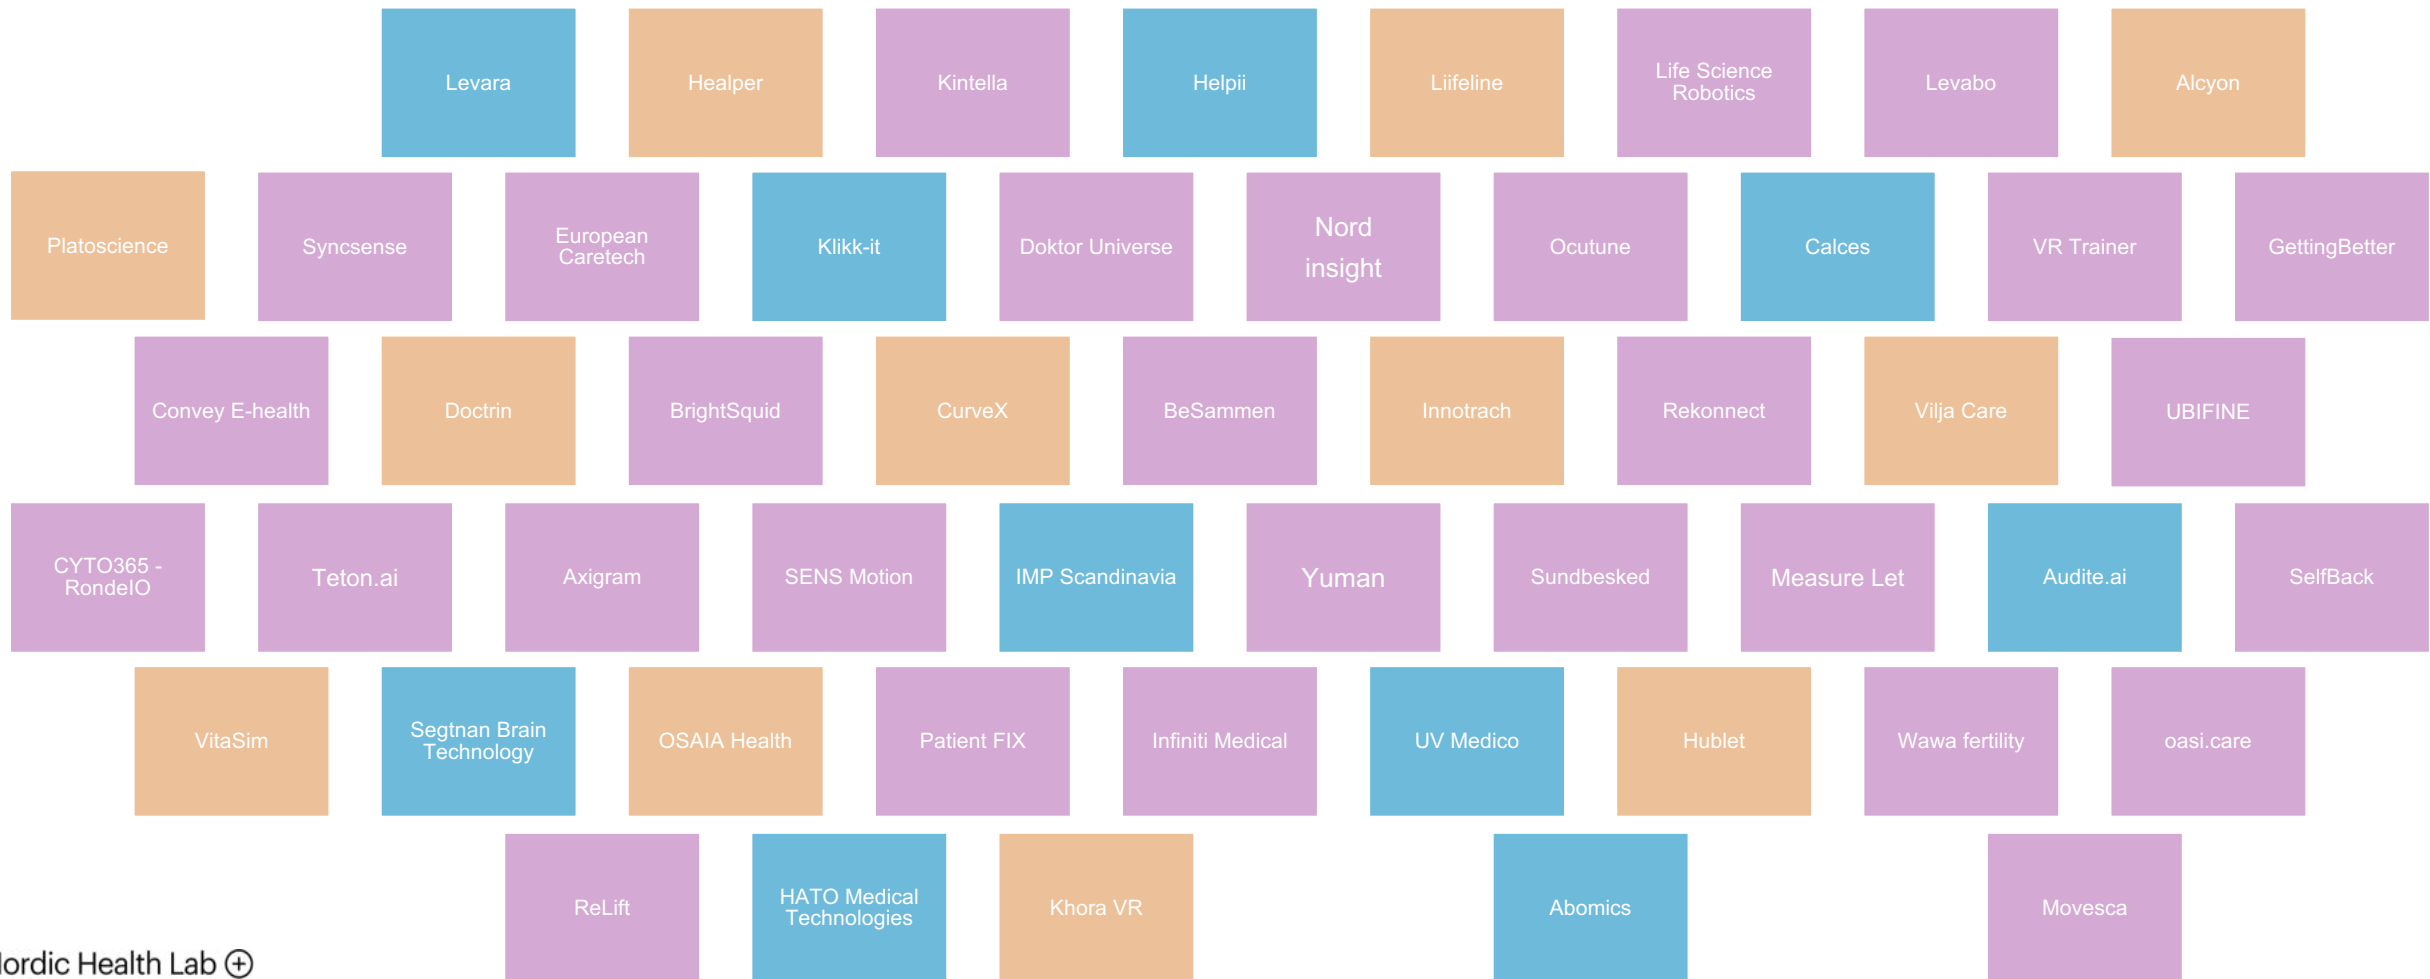 Levara
Healper
Kintella
Helpii
Liifeline
Life Science
Robotics
Levabo
Alcyon
Platoscience
Syncsense
European
Caretech
Klikk-it
Doktor Universe
Nord
insight
Ocutune
Calces
VR Trainer
GettingBetter
Convey E-health
Doctrin
BrightSquid
CurveX
BeSammen
Innotrach
Rekonnect
Vilja Care
UBIFINE
CYTO365 -
RondeIO
Teton.ai
Axigram
SENS Motion
IMP Scandinavia
Yuman
Sundbesked
Measure Let
Audite.ai
SelfBack
VitaSim
Segtnan Brain
Technology
OSAIA Health
Patient FIX
Infiniti Medical
UV Medico
Hublet
Wawa fertility
oasi.care
ReLift
HATO Medical
Technologies
Khora VR
Abomics
Movesca
Nordic Health Lab